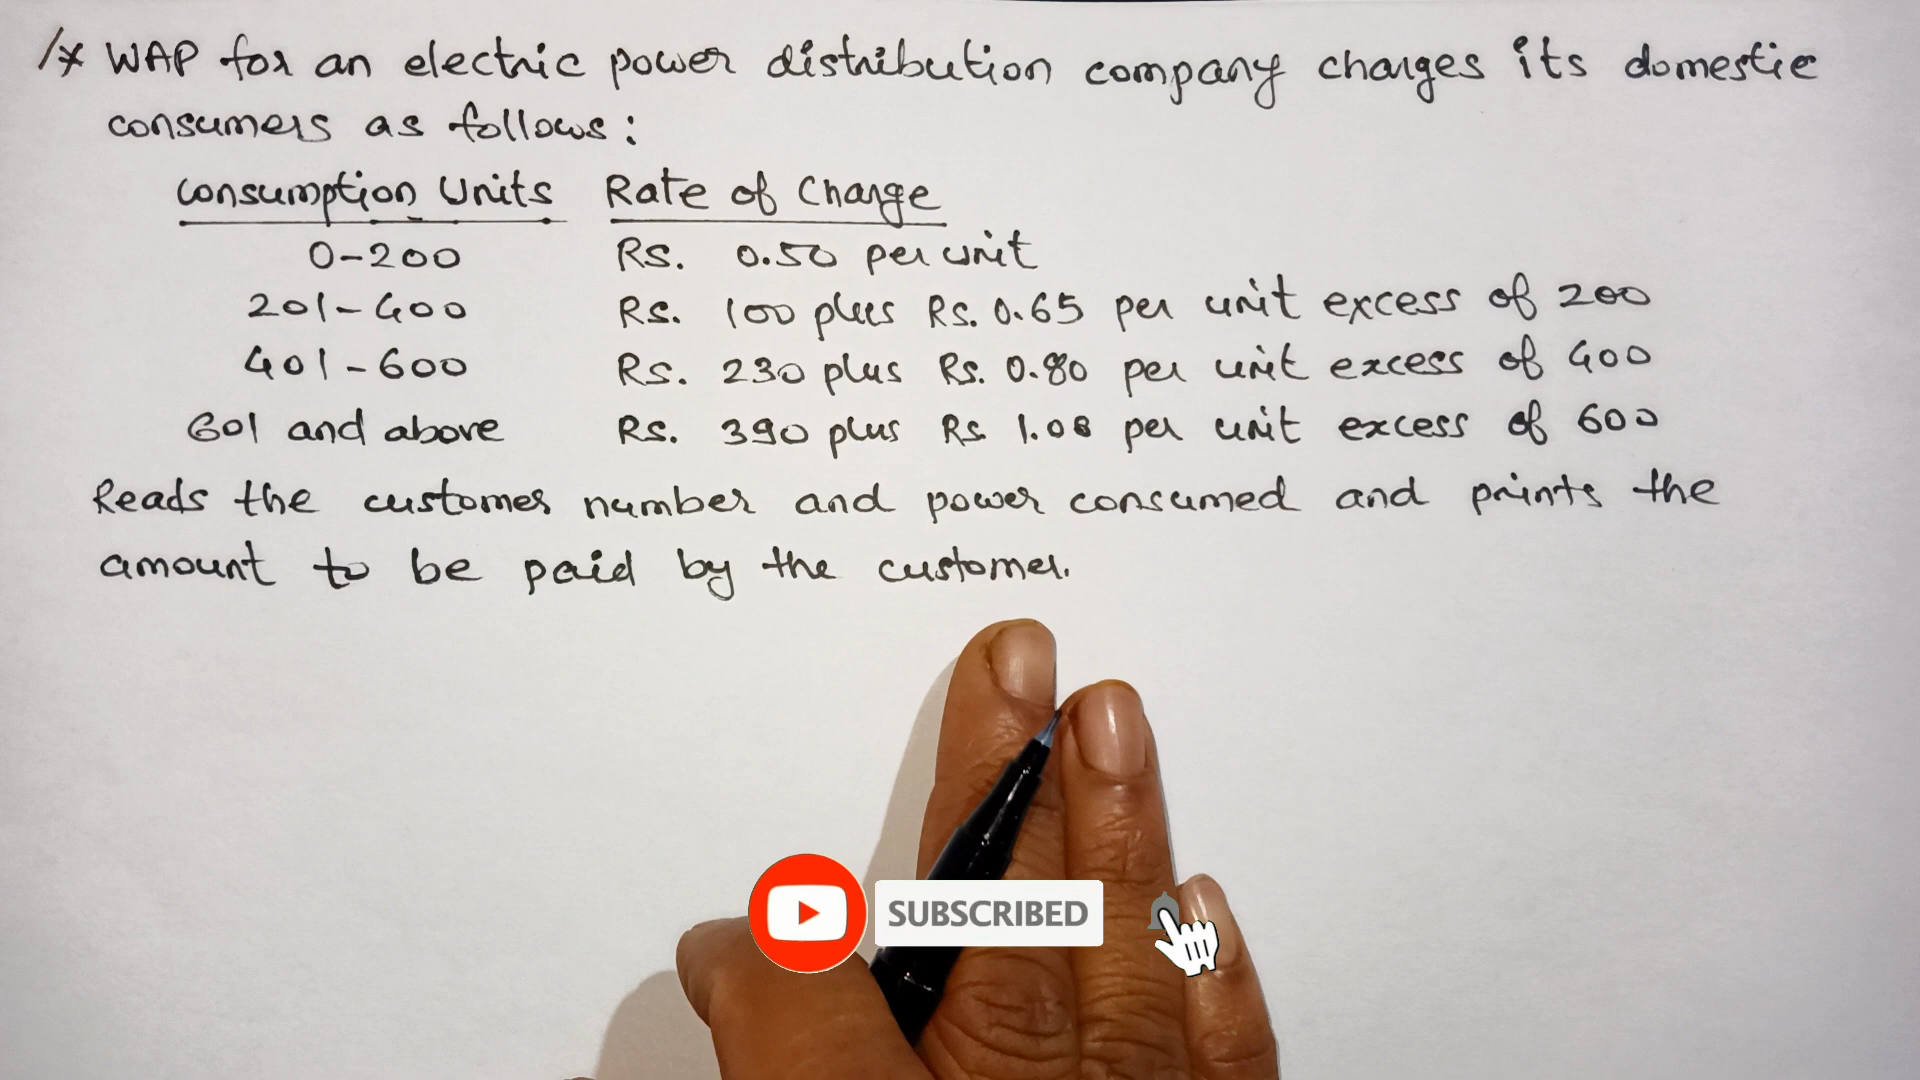 /* WAP for an electric power distribution company charges its domestic
consumers as follows:
Consumption Units Rate of Charge
0-200 Rs. 0.50 per unit
201-400 Rs. 100 plus Rs. 0.65 per unit excess of 200
401-600 Rs. 230 plus Rs. 0.80 per unit excess of 400
601 and above Rs. 390 plus Rs 1.08 per unit excess of 600
Reads the customer number and power consumed and prints the
amount to be paid by the customer.
SUBSCRIBED